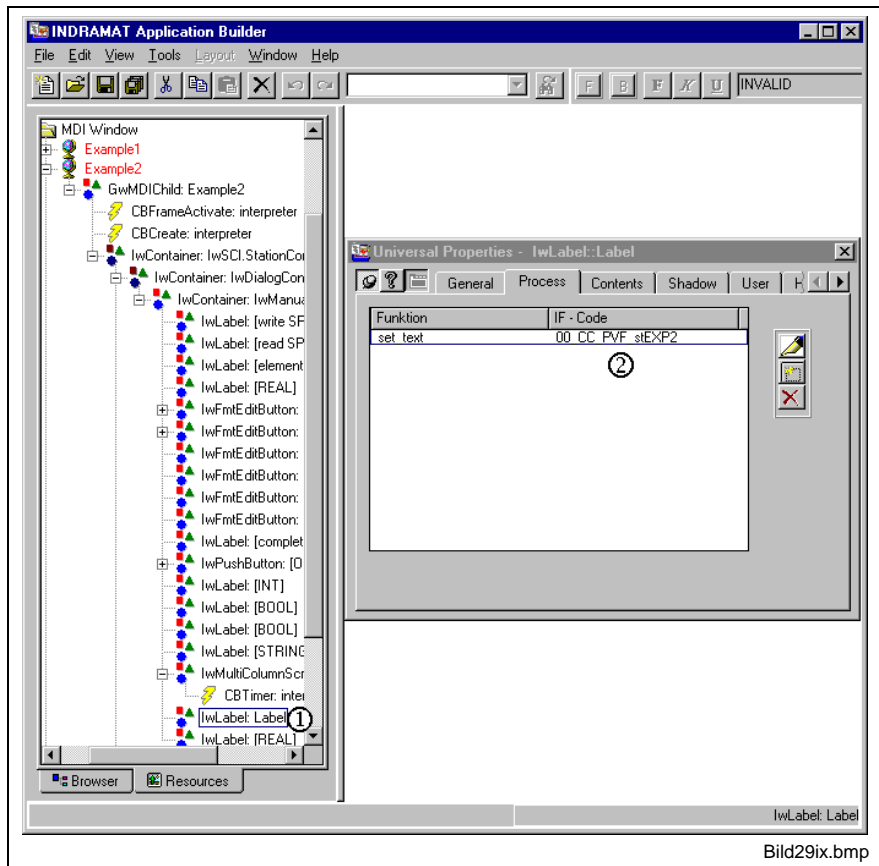 INDRAMAT Application Builder
File Edit View Tools Layout Window Help
F B F K U INVALID
MDI Window
Example1
Example2
GwMDIChild: Example2
CBFrameActivate: interpreter
CBCreate: interpreter
IwContainer: IwSCI.StationCo
IwContainer: IwDialogCon
IwContainer: IwManua
IwLabel: [write SF
IwLabel: [read SP
IwLabel: [element
IwLabel: [REAL]
IwFmtEditButton:
IwFmtEditButton:
IwFmtEditButton:
IwFmtEditButton:
IwFmtEditButton:
IwFmtEditButton:
IwLabel: [complet
IwPushButton: [O
IwLabel: [INT]
IwLabel: [BOOL]
IwLabel: [BOOL]
IwLabel: [STRING
IwMultiColumnScr
CBTimer: inter
IwLabel: Label ①
IwLabel: [REAL]
Browser Resources
Universal Properties - IwLabel::Label
General Process Contents Shadow User H
Funktion IF - Code
set_text 00_CC_PVF_stEXP2
②
IwLabel: Label
Bild29ix.bmp